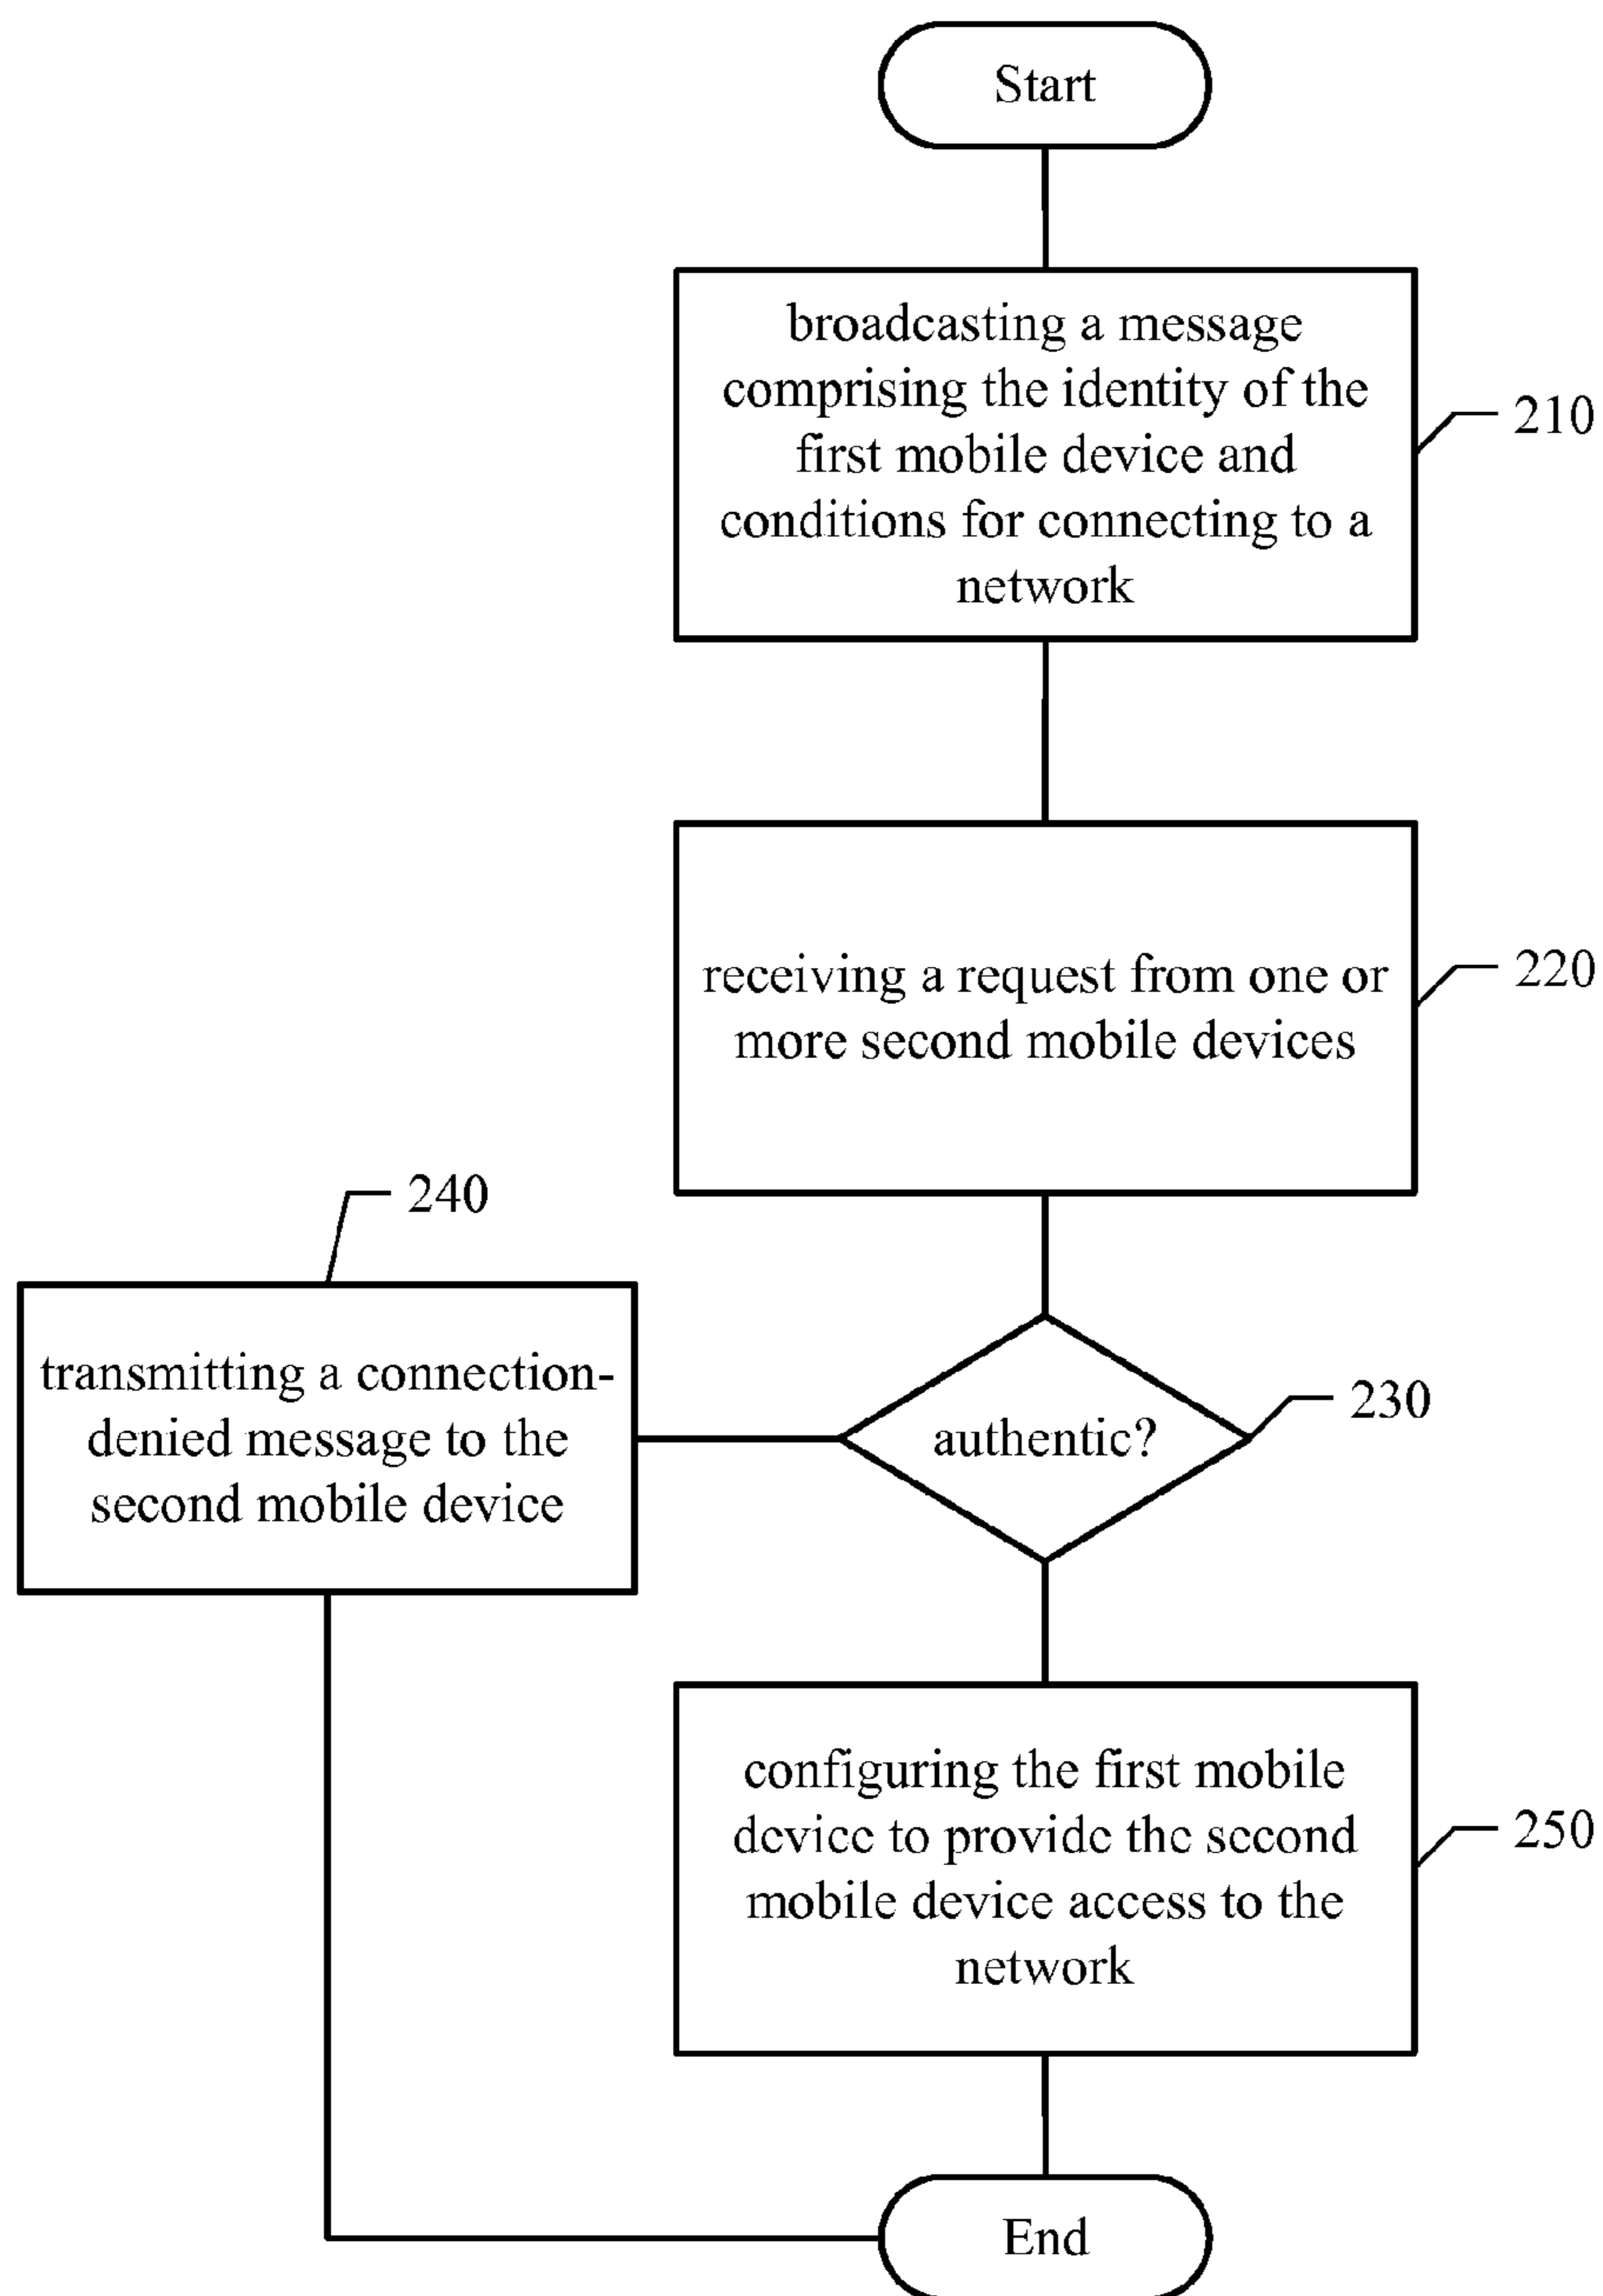 Start
broadcasting a message
comprising the identity of the
first mobile device and
conditions for connecting to a
network
210
receiving a request from one or
more second mobile devices
220
240
transmitting a connection-
denied message to the
second mobile device
authentic?
230
configuring the first mobile
device to provide the second
mobile device access to the
network
250
End